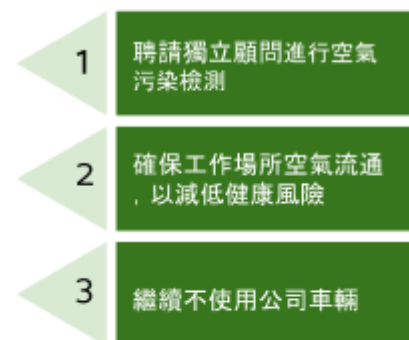 1
聘請獨立顧問進行空氣
污染檢測
2
確保工作場所空氣流通
，以減低健康風險
3
繼續不使用公司車輛